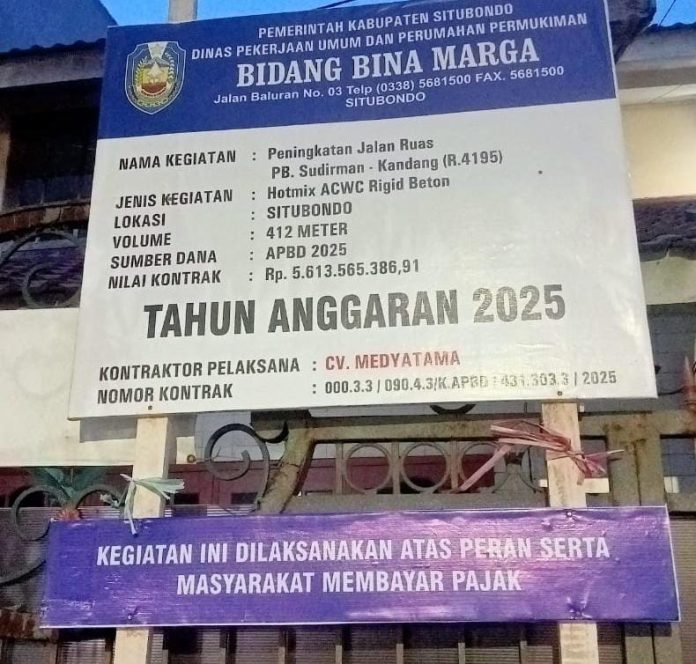 PEMERINTAH KABUPATEN SITUBONDO
DINAS PEKERJAAN UMUM DAN PERUMAHAN PERMUKIMAN
BIDANG BINA MARGA
Jalan Baluran No. 03 Telp (0338) 5681500 FAX. 5681500
SITUBONDO
NAMA KEGIATAN : Peningkatan Jalan Ruas
PB. Sudirman - Kandang (R.4195)
JENIS KEGIATAN : Hotmix ACWC Rigid Beton
LOKASI : SITUBONDO
VOLUME : 412 METER
SUMBER DANA : APBD 2025
NILAI KONTRAK : Rp. 5.613.565.386,91
TAHUN ANGGARAN 2025
KONTRAKTOR PELAKSANA : CV. MEDYATAMA
NOMOR KONTRAK : 000.3.3 / 090.4.3/K.APBD / 431.303.3 / 2025
KEGIATAN INI DILAKSANAKAN ATAS PERAN SERTA
MASYARAKAT MEMBAYAR PAJAK